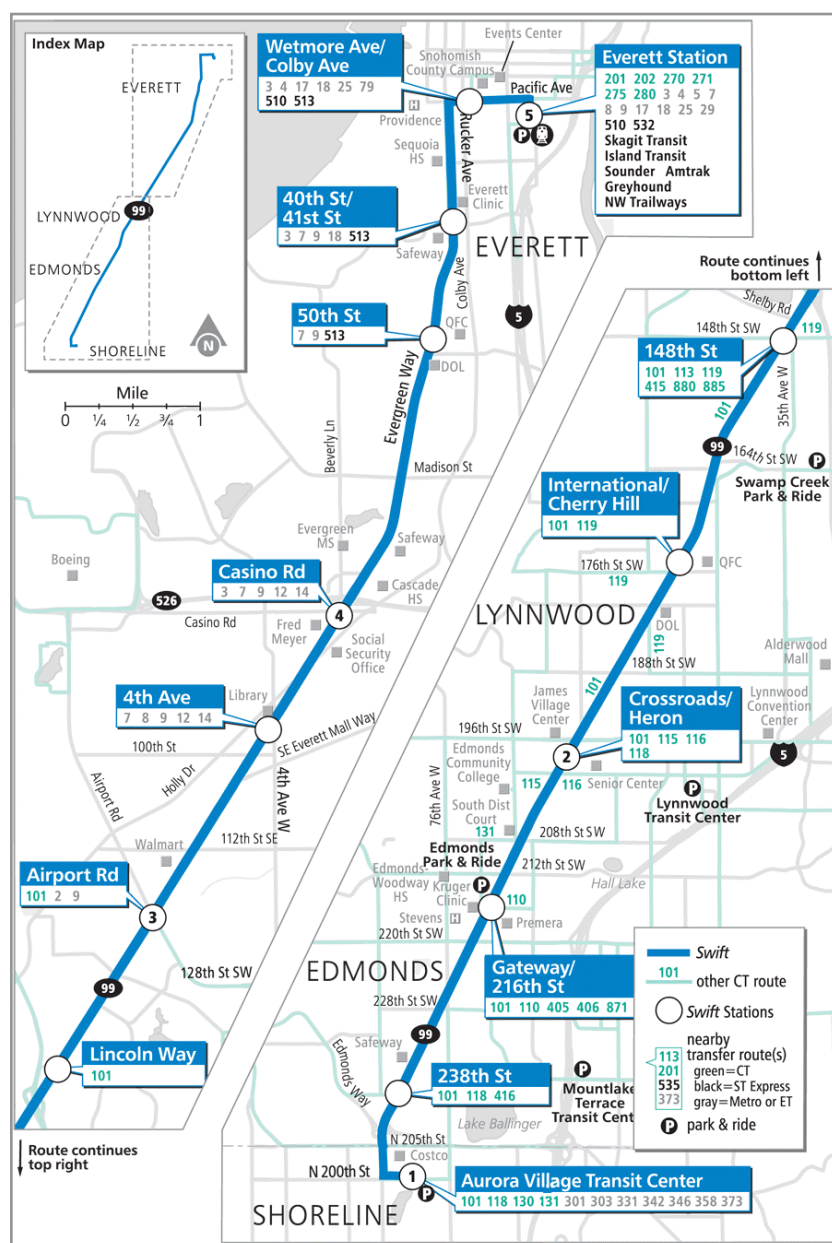 Index Map
EVERETT
LYNNWOOD
99
EDMONDS
SHORELINE
N
Mile
0 ¼ ½ ¾ 1
Wetmore Ave/
Colby Ave
3 4 17 18 25 79
510 513
Events Center
Snohomish
County Campus
Pacific Ave
H
Providence
Rucker Ave
Sequoia
HS
Everett Station
201 202 270 271
275 280 3 4 5 7
8 9 17 18 25 29
510 532
Skagit Transit
Island Transit
Sounder Amtrak
Greyhound
NW Trailways
5
P
Everett
Clinic
40th St/
41st St
3 7 9 18 513
Safeway
EVERETT
Colby Ave
50th St
7 9 513
QFC
DOL
5
Evergreen Way
Beverly Ln
Madison St
Evergreen
MS
Safeway
Boeing
Casino Rd
3 7 9 12 14
Cascade
HS
526
Casino Rd
4
Fred
Meyer
Social
Security
Office
4th Ave
7 8 9 12 14
Library
100th St
SE Everett Mall Way
Holly Dr
Airport Rd
4th Ave W
Walmart
112th St SE
Airport Rd
101 2 9
3
128th St SW
99
Lincoln Way
101
Route continues
top right
Route continues
bottom left
Shelby Rd
148th St SW
119
148th St
101 113 119
415 880 885
35th Ave W
101
99
164th St SW
P
Swamp Creek
Park & Ride
International/
Cherry Hill
101 119
176th St SW
119
QFC
LYNNWOOD
DOL
119
188th St SW
Alderwood
Mall
101
James
Village
Center
Crossroads/
Heron
101 115 116
118
Lynnwood
Convention
Center
196th St SW
2
5
Edmonds
Community
College
115
116
Senior Center
P
Lynnwood
Transit Center
76th Ave W
South Dist
Court
131
208th St SW
Edmonds
Park & Ride
212th St SW
P
Edmonds-
Woodway
HS
Kruger
Clinic
110
Hall Lake
Stevens
H
Premera
220th St SW
EDMONDS
Gateway/
216th St
101 110 405 406 871
228th St SW
99
Safeway
Edmonds Way
238th St
101 118 416
P
Mountlake
Terrace
Transit Cente
Lake Ballinger
N 205th St
Costco
N 200th St
1
P
SHORELINE
Aurora Village Transit Center
101 118 130 131 301 303 331 342 346 358 373
Swift
101
other CT route
Swift Stations
nearby
transfer route(s)
113
201
535
373
green=CT
black=ST Express
gray=Metro or ET
P park & ride